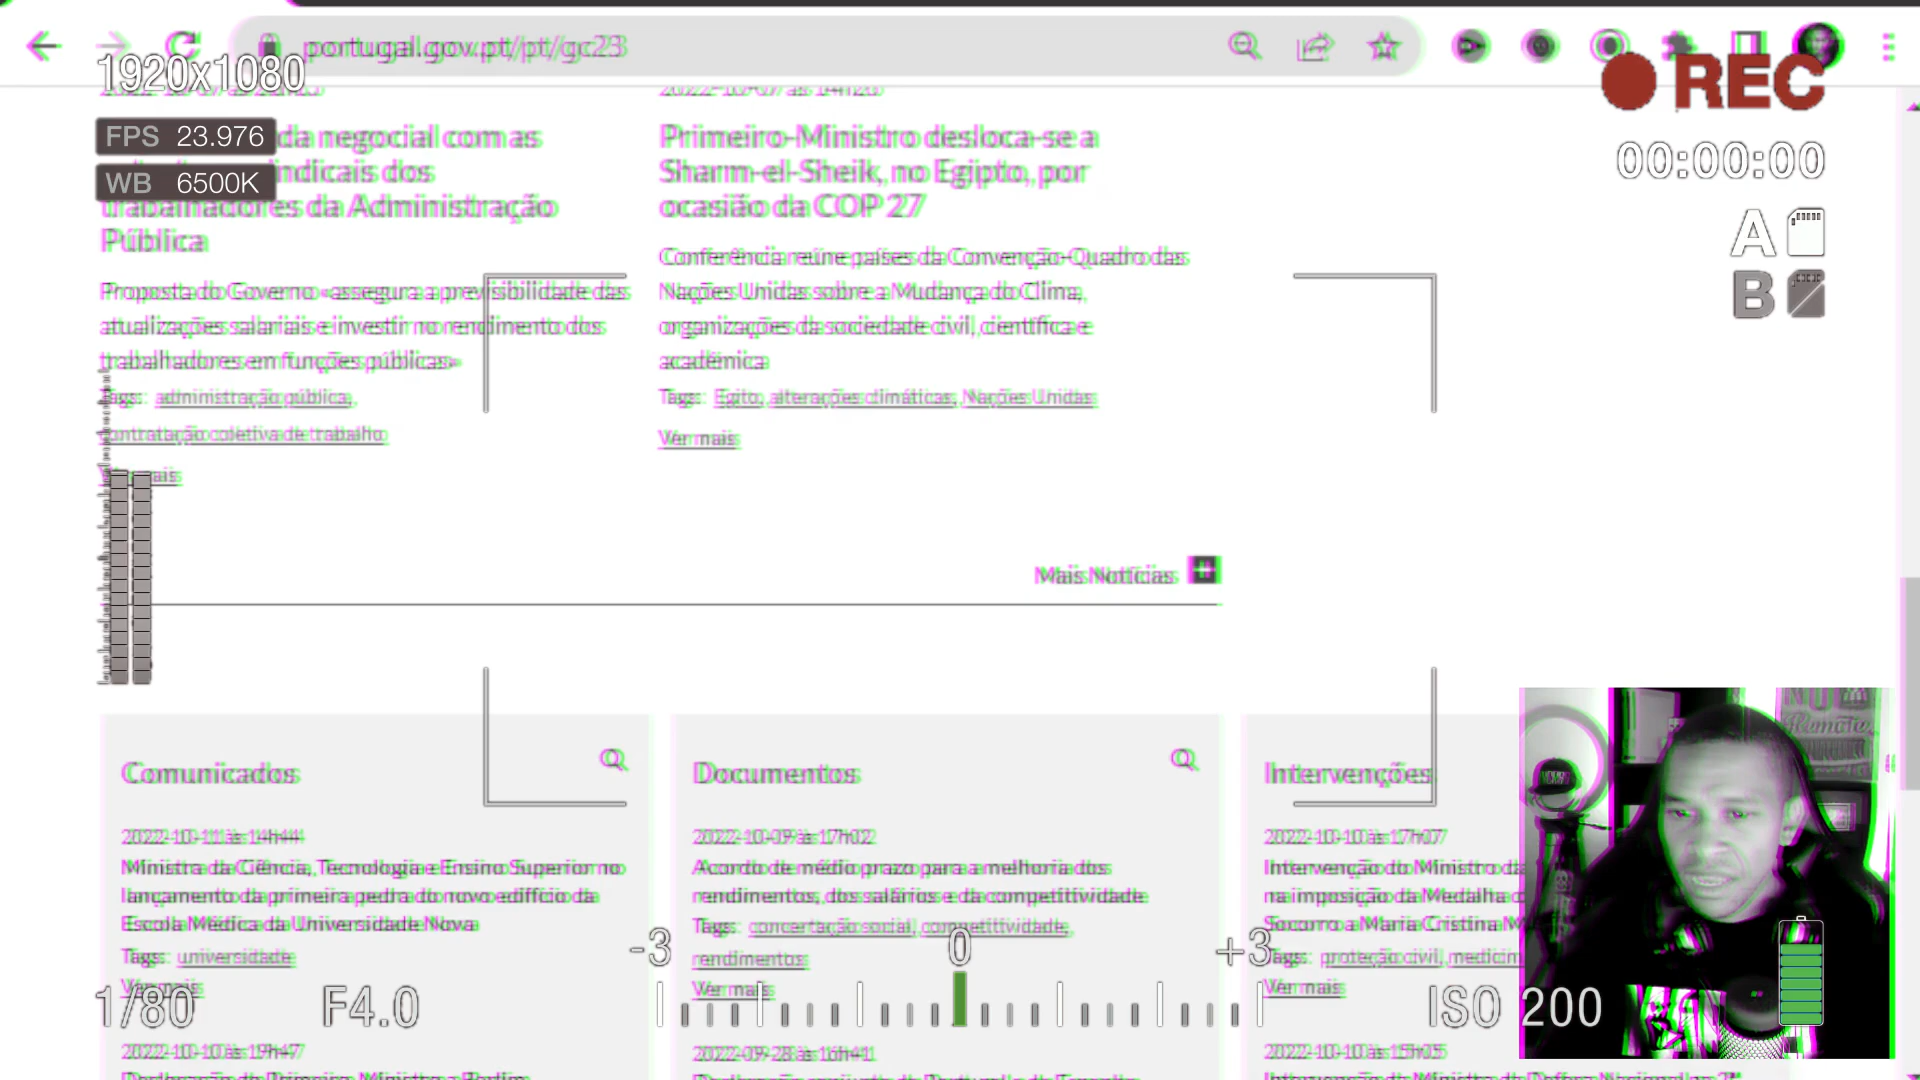 portugal.gov.pt/pt/gc23
1920x1080
REC
FPS 23.976
WB 6500K
00:00:00
A
B
da negocial com as
indicais dos
trabalhadores da Administração
Pública
Proposta do Governo «assegura a previsibilidade das
atualizações salariais e investir no rendimento dos
trabalhadores em funções públicas»
Tags: administração pública,
contratação coletiva de trabalho
Ver mais
Primeiro-Ministro desloca-se a
Sharm-el-Sheik, no Egipto, por
ocasião da COP 27
Conferência reúne países da Convenção-Quadro das
Nações Unidas sobre a Mudança do Clima,
organizações da sociedade civil, científica e
académica
Tags: Egito, alterações climáticas, Nações Unidas
Ver mais
Mais Notícias
Comunicados
2022-10-11 às 14h44
Ministra da Ciência, Tecnologia e Ensino Superior no
lançamento da primeira pedra do novo edifício da
Escola Médica da Universidade Nova
Tags: universidade
Ver mais
2022-10-10 às 19h47
Documentos
2022-10-09 às 17h02
Acordo de médio prazo para a melhoria dos
rendimentos, dos salários e da competitividade
Tags: concertação social, competitividade,
rendimentos
Ver mais
2022-09-28 às 16h41
Intervenções
2022-10-10 às 17h07
Intervenção do Ministro da
na imposição da Medalha
Socorro a Maria Cristina
Tags: proteção civil, medicin
Ver mais
2022-10-10 às 15h05
-3 0 +3
1/80 F4.0 ISO 200